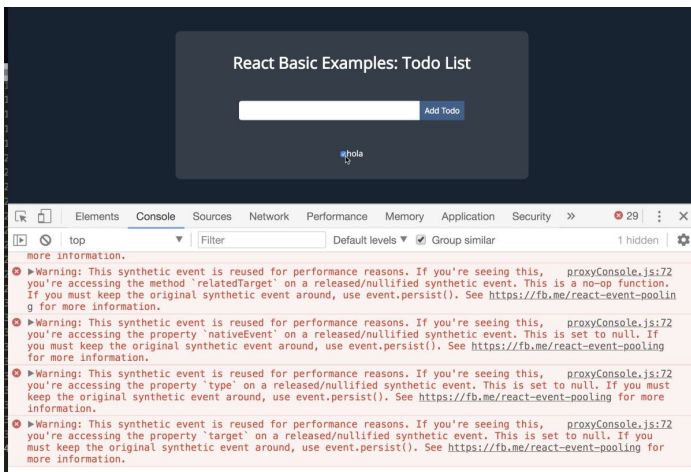 React Basic Examples: Todo List
Add Todo
hola
Elements Console Sources Network Performance Memory Application Security » 29
top Filter Default levels Group similar 1 hidden
more information.
Warning: This synthetic event is reused for performance reasons. If you're seeing this, proxyConsole.js:72
you're accessing the method `relatedTarget` on a released/nullified synthetic event. This is a no-op function.
If you must keep the original synthetic event around, use event.persist(). See https://fb.me/react-event-poolin
g for more information.
Warning: This synthetic event is reused for performance reasons. If you're seeing this, proxyConsole.js:72
you're accessing the property `nativeEvent` on a released/nullified synthetic event. This is set to null. If
you must keep the original synthetic event around, use event.persist(). See https://fb.me/react-event-pooling
for more information.
Warning: This synthetic event is reused for performance reasons. If you're seeing this, proxyConsole.js:72
you're accessing the property `type` on a released/nullified synthetic event. This is set to null. If you must
keep the original synthetic event around, use event.persist(). See https://fb.me/react-event-pooling for more
information.
Warning: This synthetic event is reused for performance reasons. If you're seeing this, proxyConsole.js:72
you're accessing the property `target` on a released/nullified synthetic event. This is set to null. If you
must keep the original synthetic event around, use event.persist(). See https://fb.me/react-event-pooling for
more information.